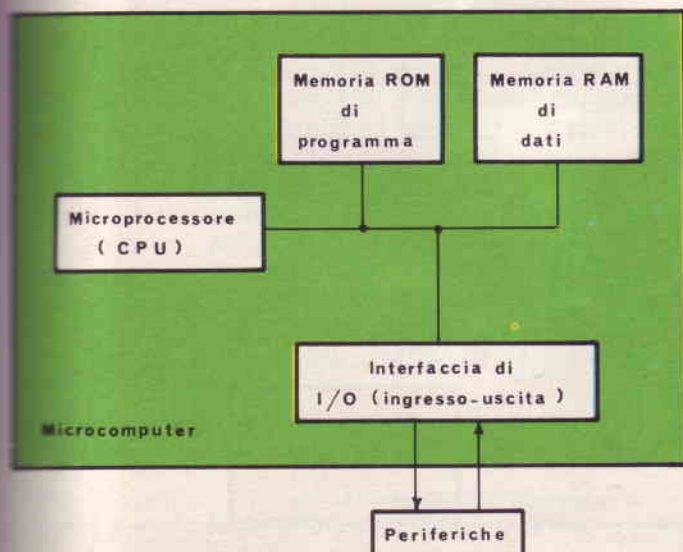 Memoria ROM
di
programma
Memoria RAM
di
dati
Microprocessore
( CPU )
Interfaccia di
I/O (ingresso-uscita )
Microcomputer
Periferiche